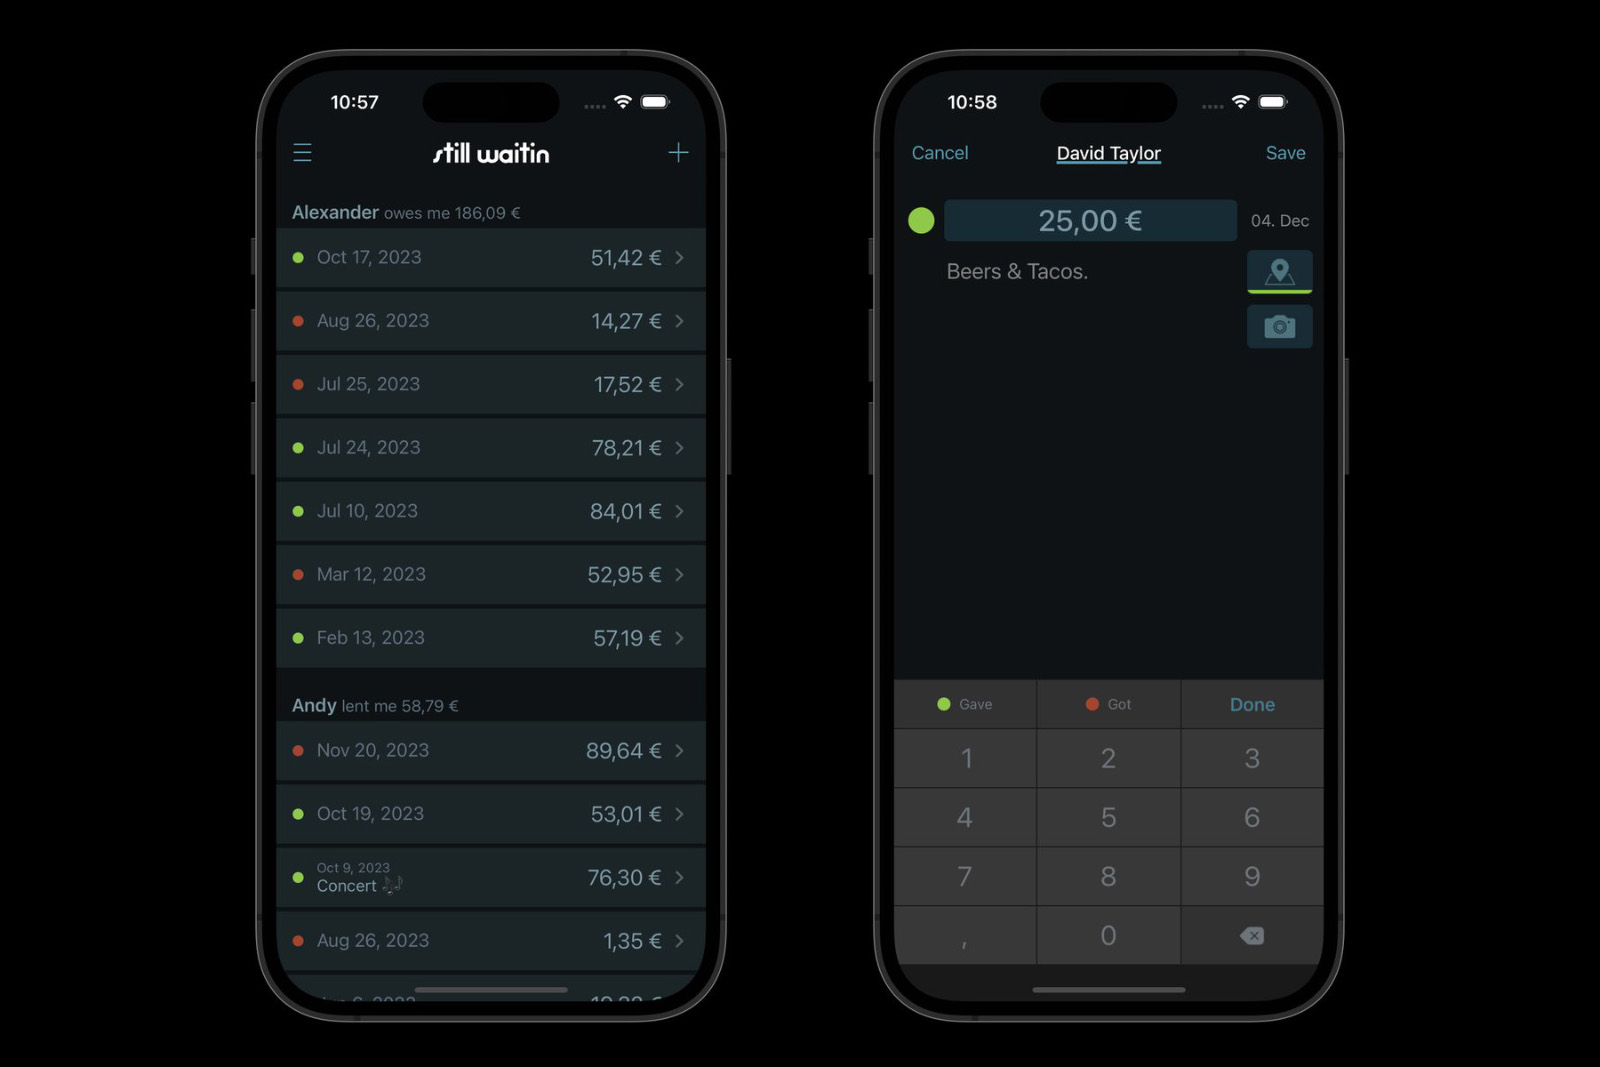 10:57
still waitin
Alexander owes me 186,09 €
Oct 17, 2023 51,42 €
Aug 26, 2023 14,27 €
Jul 25, 2023 17,52 €
Jul 24, 2023 78,21 €
Jul 10, 2023 84,01 €
Mar 12, 2023 52,95 €
Feb 13, 2023 57,19 €
Andy lent me 58,79 €
Nov 20, 2023 89,64 €
Oct 19, 2023 53,01 €
Oct 9, 2023
Concert 🎶 76,30 €
Aug 26, 2023 1,35 €
10:58
Cancel David Taylor Save
25,00 € 04. Dec
Beers & Tacos.
Gave Got Done
1 2 3
4 5 6
7 8 9
, 0